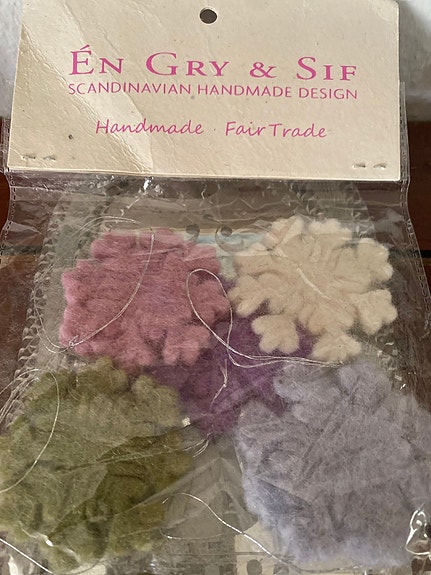 ÉN GRY & SIF
SCANDINAVIAN HANDMADE DESIGN
Handmade · Fair Trade